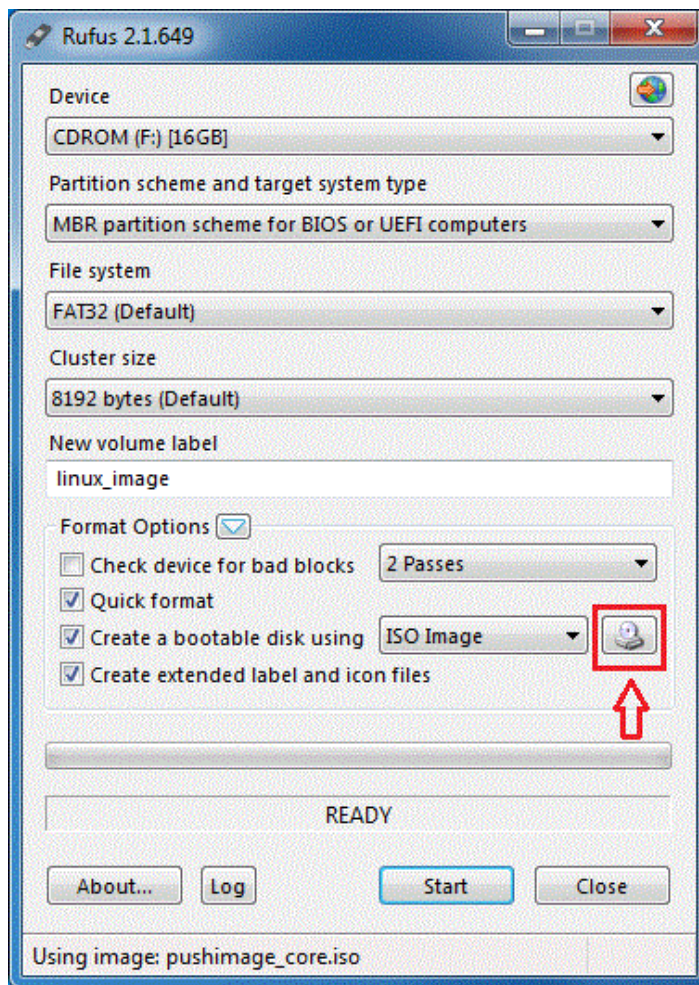 Rufus 2.1.649
Device
CDROM (F:) [16GB]
Partition scheme and target system type
MBR partition scheme for BIOS or UEFI computers
File system
FAT32 (Default)
Cluster size
8192 bytes (Default)
New volume label
linux_image
Format Options
Check device for bad blocks 2 Passes
Quick format
Create a bootable disk using ISO Image
Create extended label and icon files
READY
About... Log Start Close
Using image: pushimage_core.iso